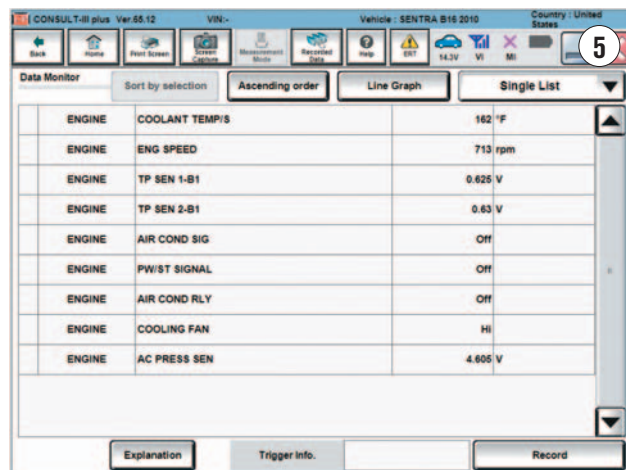 CONSULT-III plus Ver.55.12 VIN:- Vehicle : SENTRA B16 2010 Country : United States
Back Home Print Screen Screen Capture Measurement Mode Recorded Data Help ERT 14.3V VI MI 5
Data Monitor Sort by selection Ascending order Line Graph Single List
ENGINE COOLANT TEMP/S 162 °F
ENGINE ENG SPEED 713 rpm
ENGINE TP SEN 1-B1 0.625 V
ENGINE TP SEN 2-B1 0.63 V
ENGINE AIR COND SIG Off
ENGINE PW/ST SIGNAL Off
ENGINE AIR COND RLY Off
ENGINE COOLING FAN Hi
ENGINE AC PRESS SEN 4.605 V
Explanation Trigger Info. Record